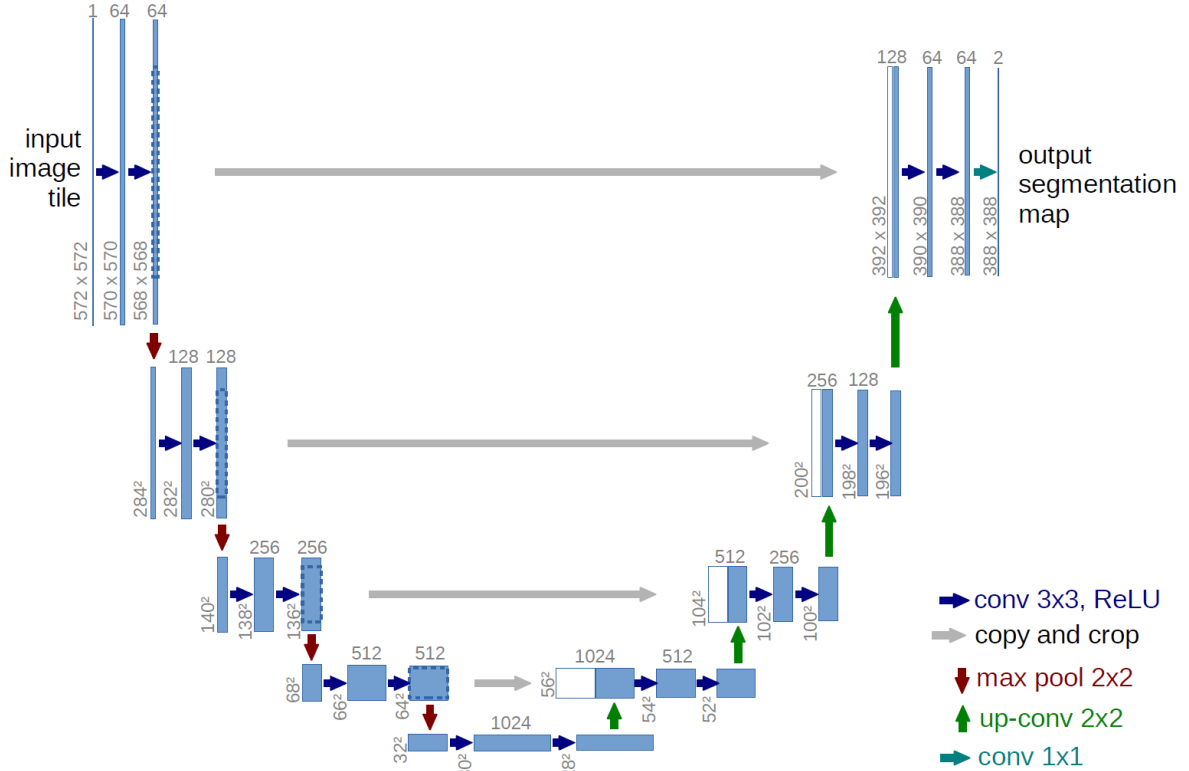 1 64 64
128 64 64 2
input
image
tile
output
segmentation
map
572 x 572
570 x 570
568 x 568
392 x 392
390 x 390
388 x 388
388 x 388
128 128
256 128
284²
282²
280²
200²
198²
196²
256 256
512 256
140²
138²
136²
104²
102²
100²
512 512
1024 512
68²
66²
64²
56²
54²
52²
1024
32²
conv 3x3, ReLU
copy and crop
max pool 2x2
up-conv 2x2
conv 1x1